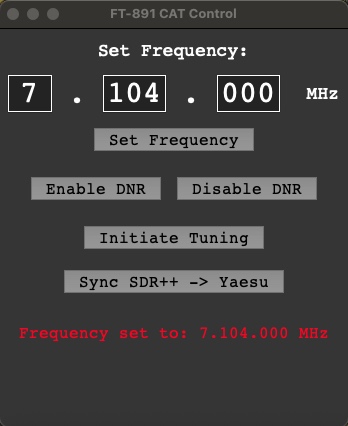 FT-891 CAT Control
Set Frequency:
7 . 104 . 000 MHz
Set Frequency
Enable DNR Disable DNR
Initiate Tuning
Sync SDR++ -> Yaesu
Frequency set to: 7.104.000 MHz